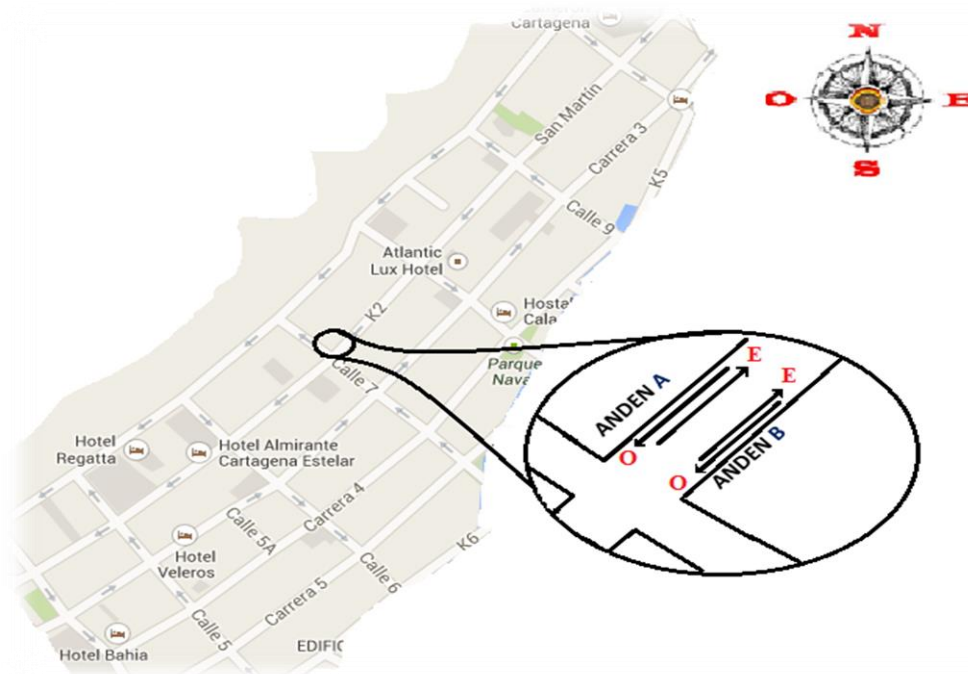 Cartagena
N
O
E
S
San Martín
Carrera 3
K5
Calle 9
Atlantic
Lux Hotel
K2
Hostal
Cala
Parque
Nava
Calle 7
Hotel
Regatta
Hotel Almirante
Cartagena Estelar
Carrera 4
Calle 5A
Hotel
Veleros
K6
Calle 6
Carrera 5
Calle 5
EDIFIC
Hotel Bahia
E
E
ANDEN A
O
O
ANDEN B